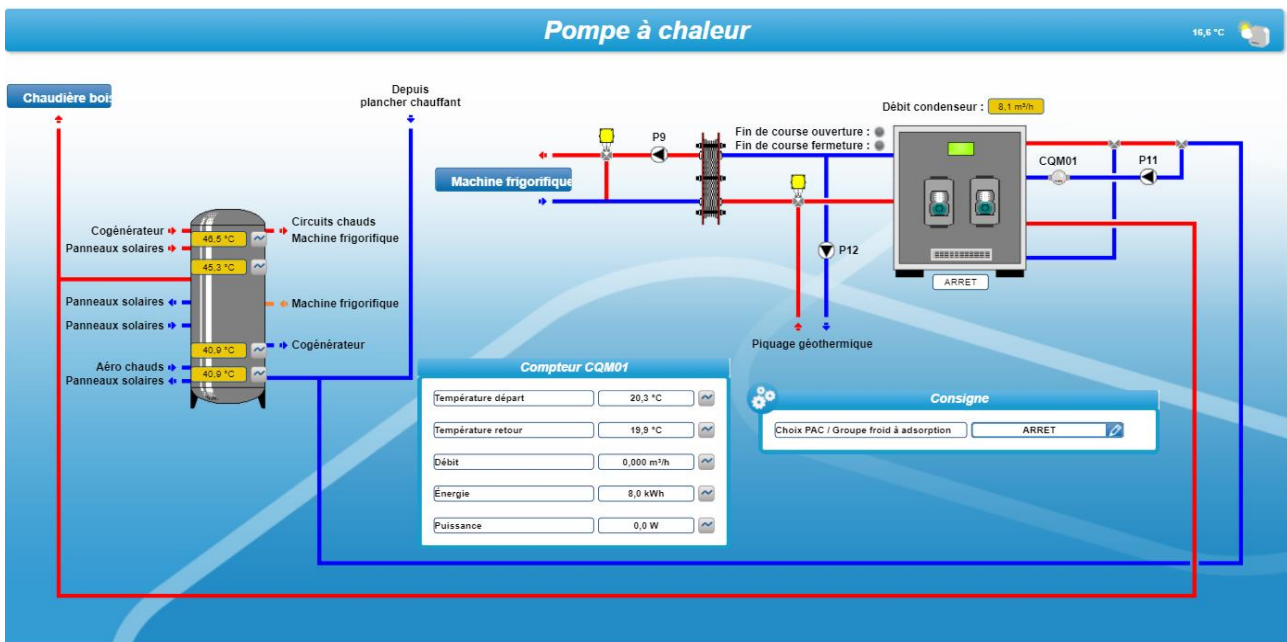 Pompe à chaleur
16,6 °C
Chaudière bois
Depuis
plancher chauffant
Débit condenseur :
8,1 m³/h
P9
Fin de course ouverture :
Fin de course fermeture :
CQM01
P11
Machine frigorifique
Cogènérateur
Circuits chauds
46,5 °C
Machine frigorifique
Panneaux solaires
45,3 °C
P12
ARRET
Panneaux solaires
Machine frigorifique
Panneaux solaires
Piquage géothermique
40,9 °C
Cogènérateur
Aéro chauds
40,9 °C
Panneaux solaires
Compteur CQM01
Température départ
20,3 °C
Température retour
19,9 °C
Débit
0,000 m³/h
Énergie
8,0 kWh
Puissance
0,0 W
Consigne
Choix PAC / Groupe froid à adsorption
ARRET